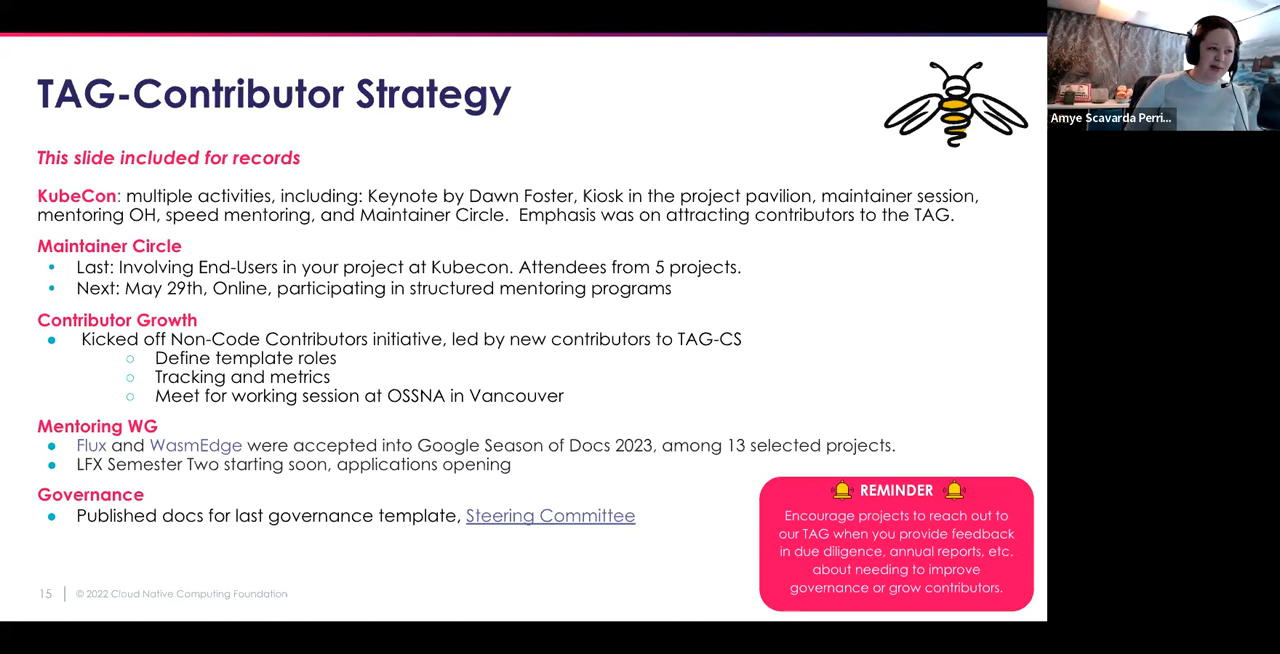 TAG-Contributor Strategy
This slide included for records
KubeCon: multiple activities, including: Keynote by Dawn Foster, Kiosk in the project pavilion, maintainer session,
mentoring OH, speed mentoring, and Maintainer Circle. Emphasis was on attracting contributors to the TAG.
Maintainer Circle
• Last: Involving End-Users in your project at Kubecon. Attendees from 5 projects.
• Next: May 29th, Online, participating in structured mentoring programs
Contributor Growth
● Kicked off Non-Code Contributors initiative, led by new contributors to TAG-CS
○ Define template roles
○ Tracking and metrics
○ Meet for working session at OSSNA in Vancouver
Mentoring WG
● Flux and WasmEdge were accepted into Google Season of Docs 2023, among 13 selected projects.
● LFX Semester Two starting soon, applications opening
Governance
● Published docs for last governance template, Steering Committee
REMINDER
Encourage projects to reach out to
our TAG when you provide feedback
in due diligence, annual reports, etc.
about needing to improve
governance or grow contributors.
15 | © 2022 Cloud Native Computing Foundation
Amye Scavarda Perri...